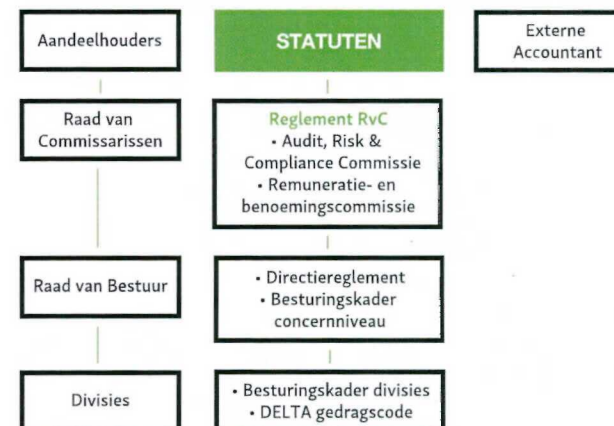 Aandeelhouders
STATUTEN
Externe
Accountant
Raad van
Commissarissen
Reglement RvC
• Audit, Risk &
Compliance Commissie
• Remuneratie- en
benoemingscommissie
Raad van Bestuur
• Directiereglement
• Besturingskader
concernniveau
Divisies
• Besturingskader divisies
• DELTA gedragscode